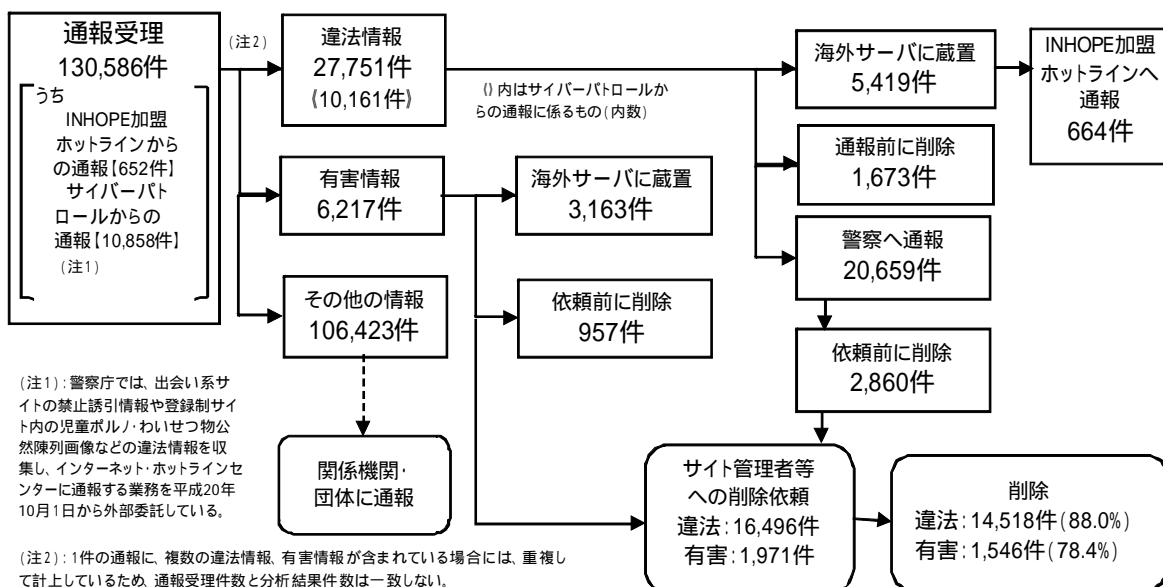 通報受理
130,586件
うち
INHOPE加盟
ホットラインから
の通報【652件】
サイバーパト
ロールからの
通報【10,858件】
(注1)
(注2)
違法情報
27,751件
(10,161件)
()内はサイバーパトロールか
らの通報に係るもの(内数)
有害情報
6,217件
その他の情報
106,423件
関係機関・
団体に通報
海外サーバに蔵置
3,163件
依頼前に削除
957件
海外サーバに蔵置
5,419件
INHOPE加盟
ホットラインへ
通報
664件
通報前に削除
1,673件
警察へ通報
20,659件
依頼前に削除
2,860件
サイト管理者等
への削除依頼
違法:16,496件
有害:1,971件
削除
違法:14,518件(88.0%)
有害:1,546件(78.4%)
(注1):警察庁では、出会い系サ
イトの禁止誘引情報や登録制サイ
ト内の児童ポルノ・わいせつ物公
然陳列画像などの違法情報を収
集し、インターネット・ホットラインセ
ンターに通報する業務を平成20年
10月1日から外部委託している。
(注2):1件の通報に、複数の違法情報、有害情報が含まれている場合には、重複し
て計上しているため、通報受理件数と分析結果件数は一致しない。